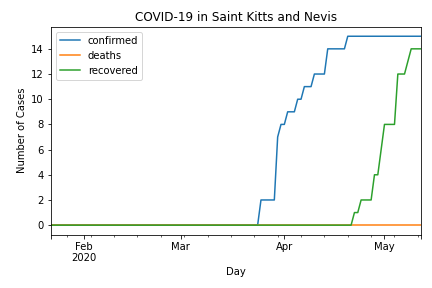 COVID-19 in Saint Kitts and Nevis
confirmed
deaths
recovered
Number of Cases
14
12
10
8
6
4
2
0
Feb
2020
Mar
Apr
May
Day